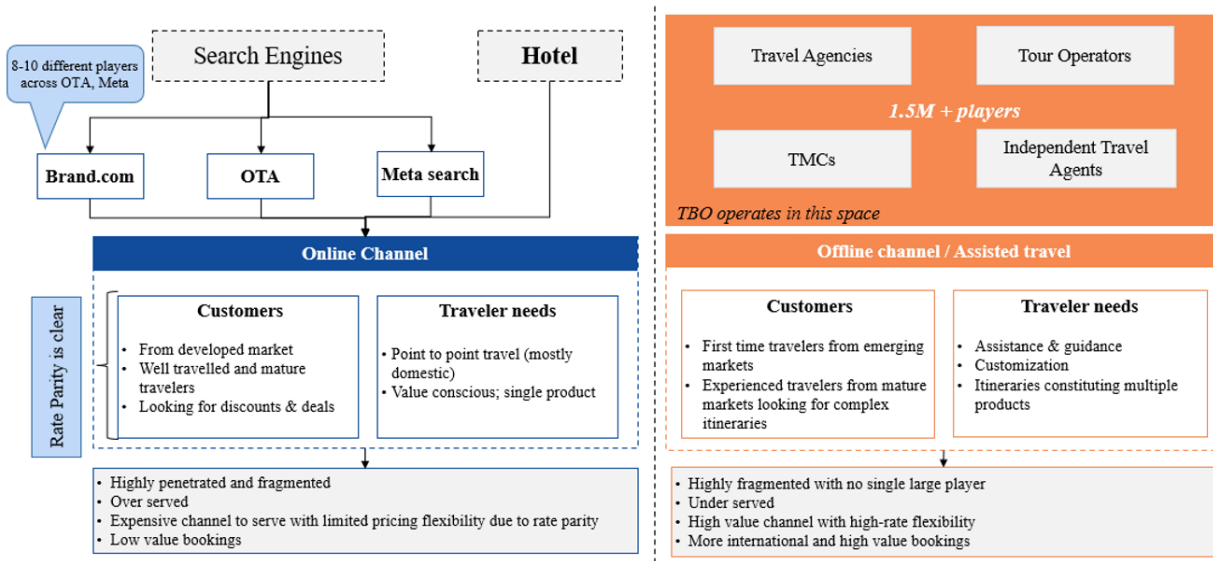 Search Engines
Hotel
8-10 different players
across OTA, Meta
Brand.com
OTA
Meta search
Online Channel
Rate Parity is clear
Customers
• From developed market
• Well travelled and mature
travelers
• Looking for discounts & deals
Traveler needs
• Point to point travel (mostly
domestic)
• Value conscious; single product
• Highly penetrated and fragmented
• Over served
• Expensive channel to serve with limited pricing flexibility due to rate parity
• Low value bookings
Travel Agencies
Tour Operators
1.5M + players
TMCs
Independent Travel
Agents
TBO operates in this space
Offline channel / Assisted travel
Customers
• First time travelers from emerging
markets
• Experienced travelers from mature
markets looking for complex
itineraries
Traveler needs
• Assistance & guidance
• Customization
• Itineraries constituting multiple
products
• Highly fragmented with no single large player
• Under served
• High value channel with high-rate flexibility
• More international and high value bookings